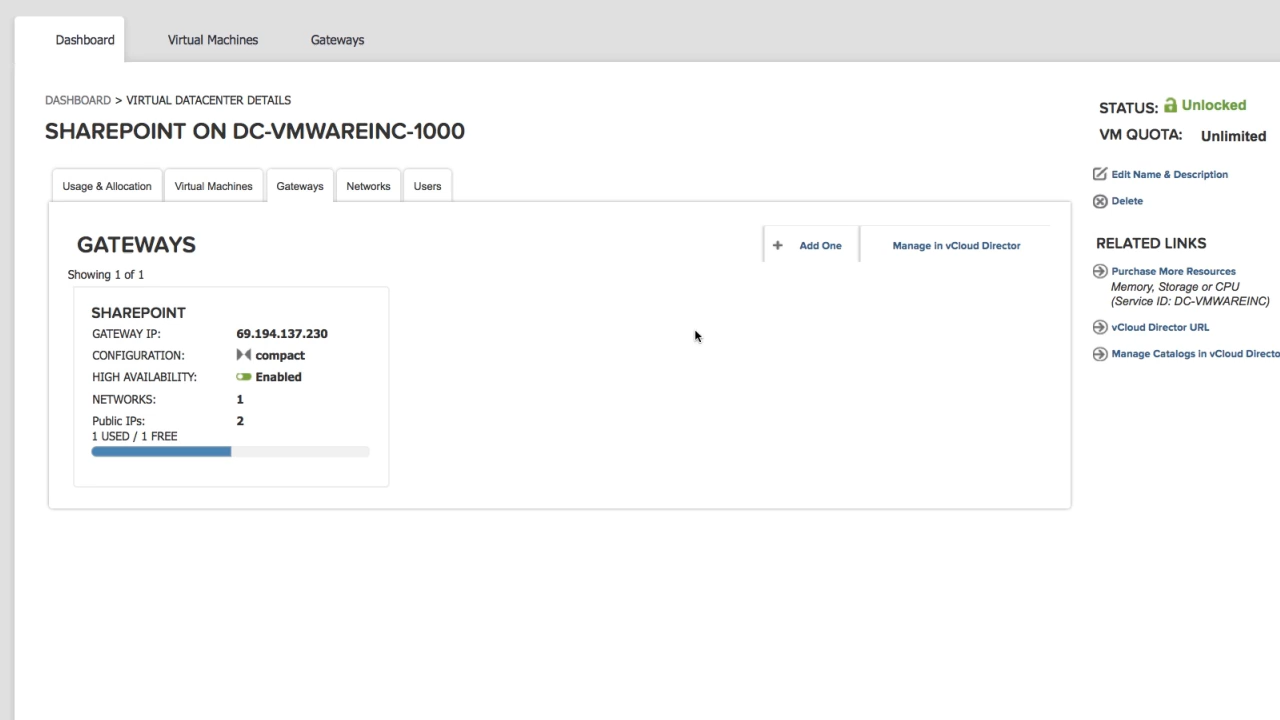 Dashboard
Virtual Machines
Gateways
DASHBOARD > VIRTUAL DATACENTER DETAILS
SHAREPOINT ON DC-VMWAREINC-1000
Usage & Allocation
Virtual Machines
Gateways
Networks
Users
GATEWAYS
+ Add One
Manage in vCloud Director
Showing 1 of 1
SHAREPOINT
GATEWAY IP: 69.194.137.230
CONFIGURATION: compact
HIGH AVAILABILITY: Enabled
NETWORKS: 1
Public IPs: 2
1 USED / 1 FREE
STATUS: Unlocked
VM QUOTA: Unlimited
Edit Name & Description
Delete
RELATED LINKS
Purchase More Resources
Memory, Storage or CPU
(Service ID: DC-VMWAREINC)
vCloud Director URL
Manage Catalogs in vCloud Directo